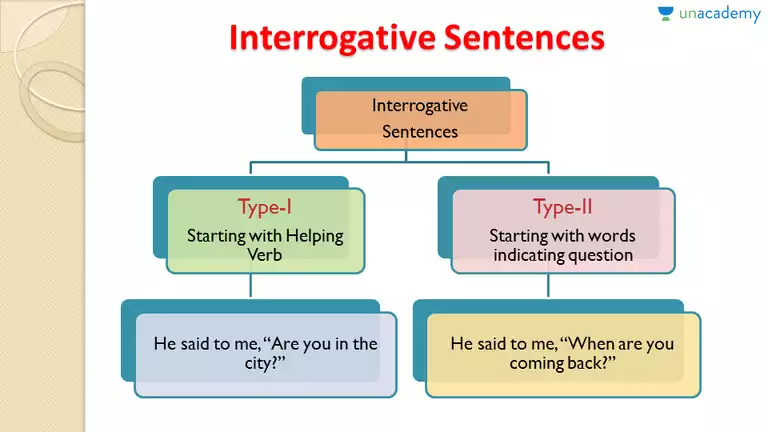 unacademy
Interrogative Sentences
Interrogative
Sentences
Type-I
Starting with Helping
Verb
Type-II
Starting with words
indicating question
He said to me, “Are you in the
city?”
He said to me, “When are you
coming back?”